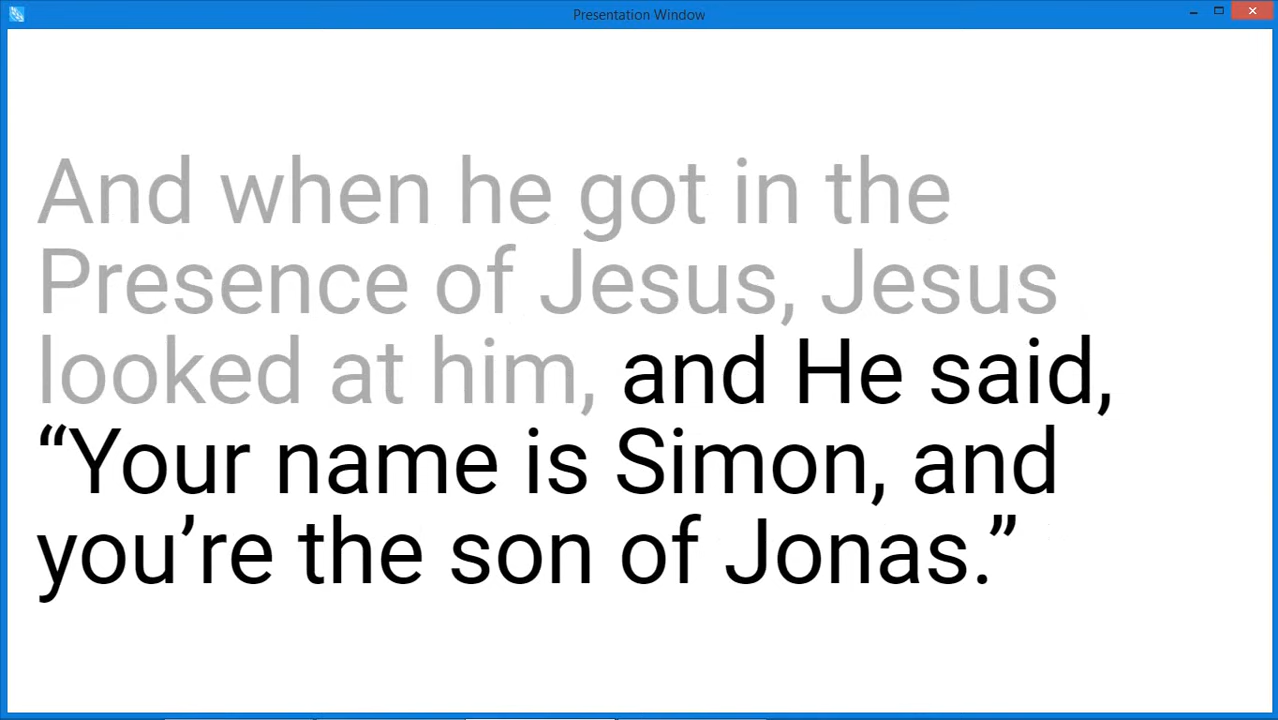 Presentation Window
And when he got in the
Presence of Jesus, Jesus
looked at him, and He said,
“Your name is Simon, and
you’re the son of Jonas.”